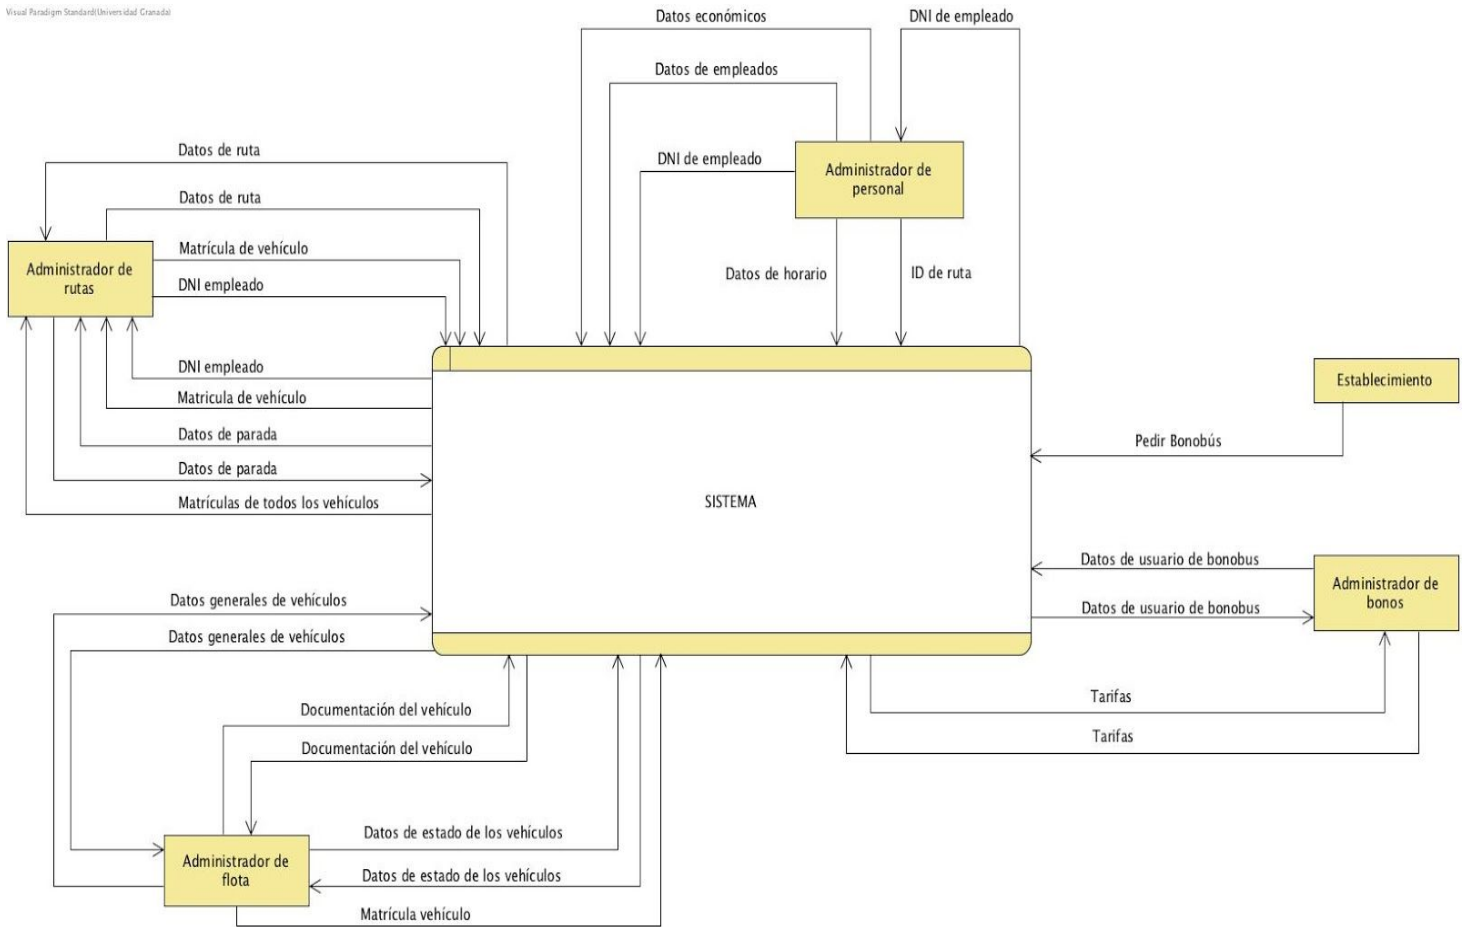 Visual Paradigm Standard(Universidad Granada)
Datos económicos
DNI de empleado
Datos de empleados
DNI de empleado
Administrador de
personal
Datos de horario
ID de ruta
Datos de ruta
Datos de ruta
Matrícula de vehículo
DNI empleado
Administrador de
rutas
DNI empleado
Matricula de vehículo
Datos de parada
Datos de parada
Matrículas de todos los vehículos
SISTEMA
Establecimiento
Pedir Bonobús
Datos de usuario de bonobus
Datos de usuario de bonobus
Administrador de
bonos
Tarifas
Tarifas
Datos generales de vehículos
Datos generales de vehículos
Documentación del vehículo
Documentación del vehículo
Administrador de
flota
Datos de estado de los vehículos
Datos de estado de los vehículos
Matrícula vehículo